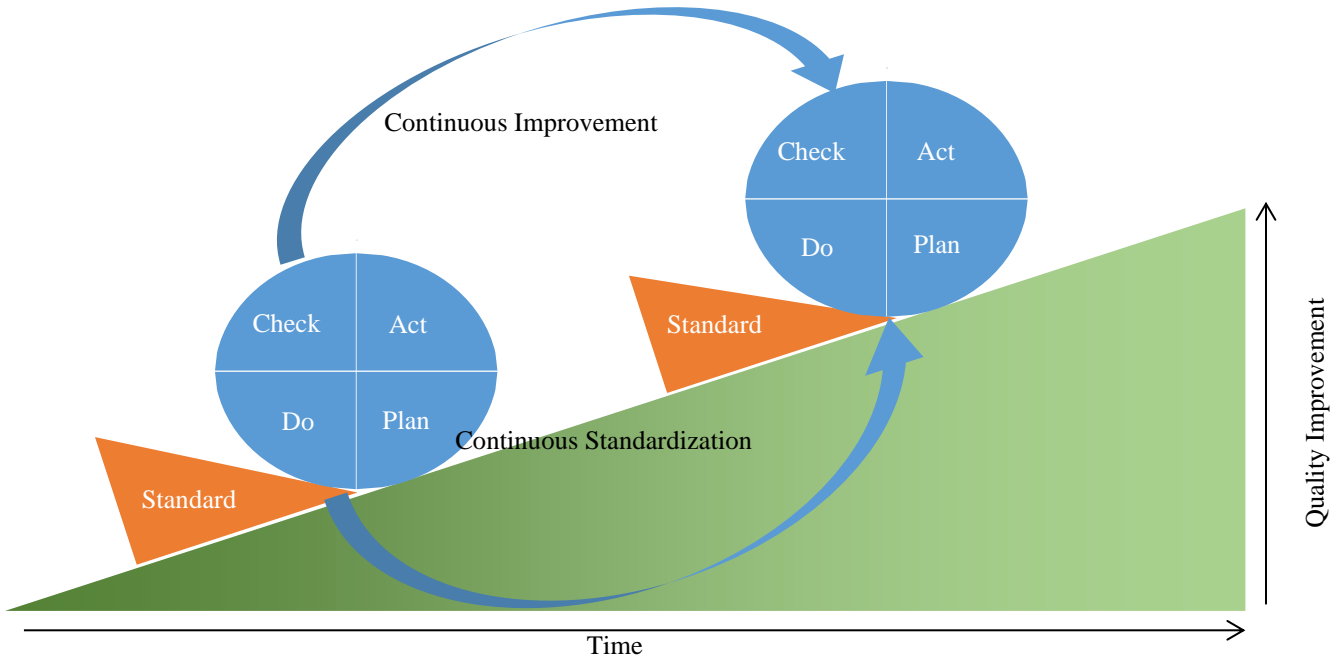 Continuous Improvement
Check
Act
Do
Plan
Standard
Check
Act
Do
Plan
Standard
Continuous Standardization
Quality Improvement
Time